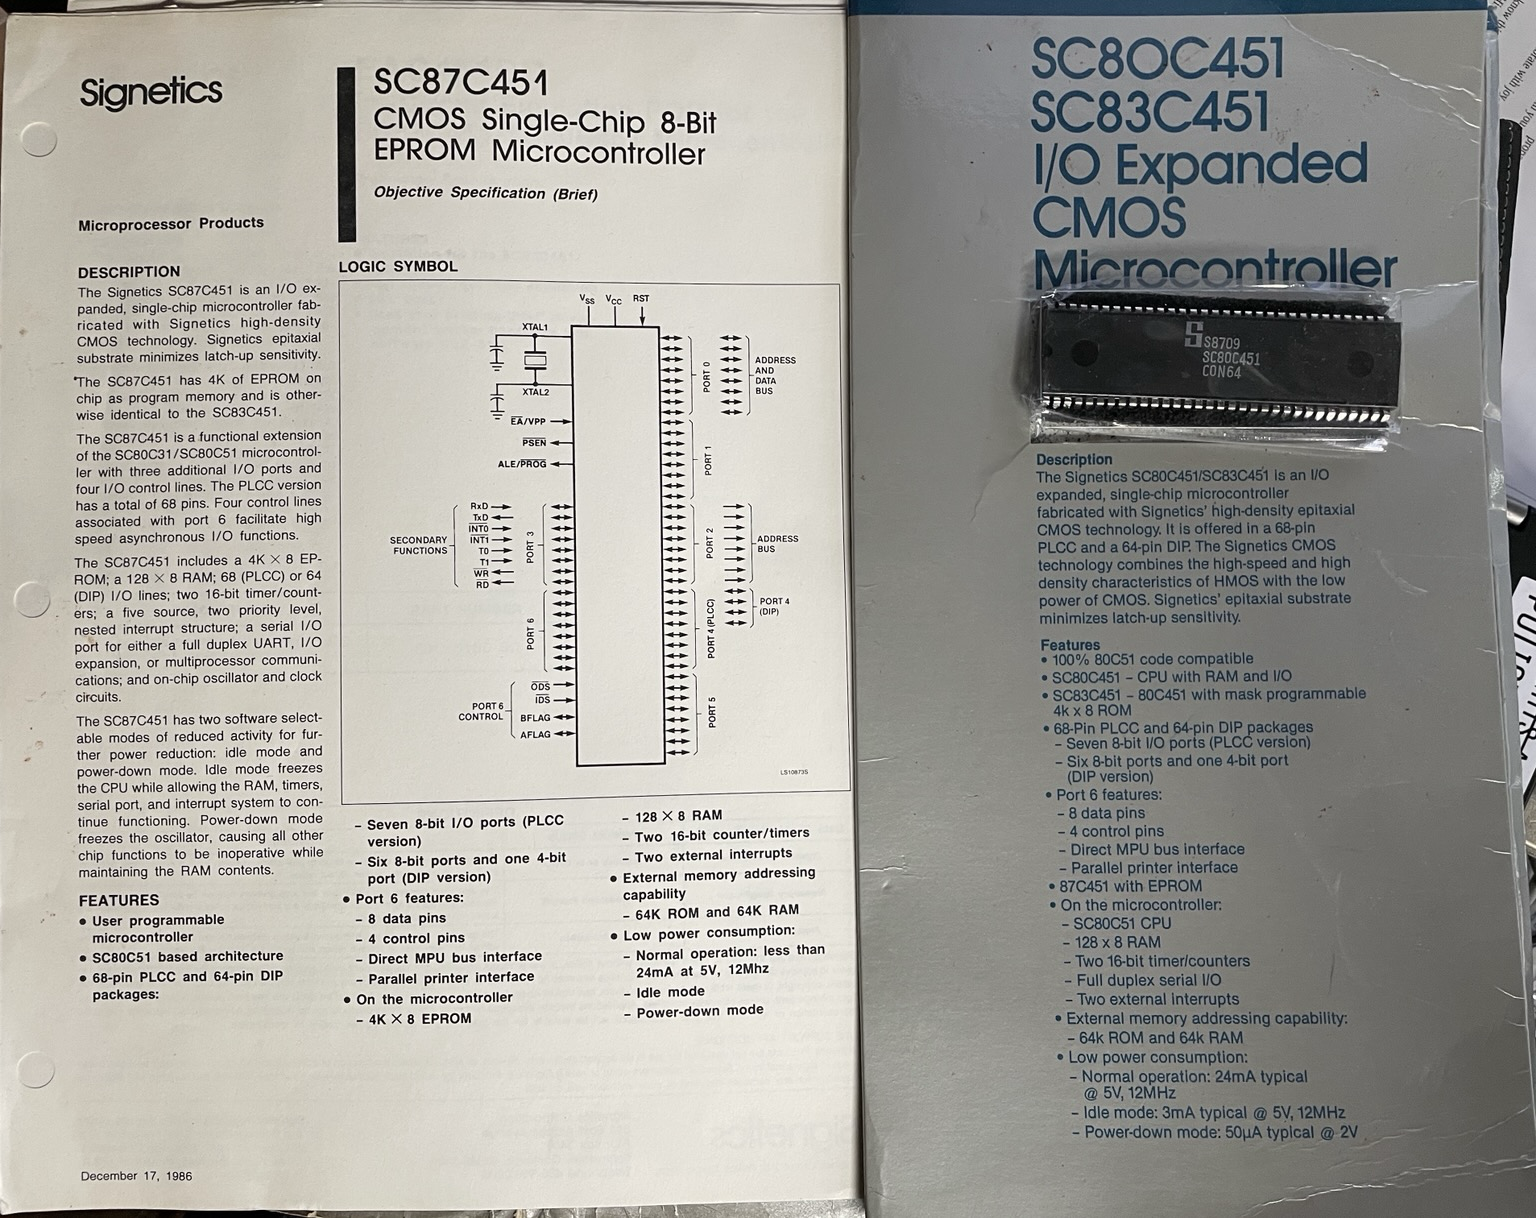 Signetics
Microprocessor Products
SC87C451
CMOS Single-Chip 8-Bit
EPROM Microcontroller
Objective Specification (Brief)
DESCRIPTION
The Signetics SC87C451 is an I/O ex-
panded, single-chip microcontroller fab-
ricated with Signetics high-density
CMOS technology. Signetics epitaxial
substrate minimizes latch-up sensitivity.
The SC87C451 has 4K of EPROM on
chip as program memory and is other-
wise identical to the SC83C451.
The SC87C451 is a functional extension
of the SC80C31/SC80C51 microcontrol-
ler with three additional I/O ports and
four I/O control lines. The PLCC version
has a total of 68 pins. Four control lines
associated with port 6 facilitate high
speed asynchronous I/O functions.
The SC87C451 includes a 4K × 8 EP-
ROM; a 128 × 8 RAM; 68 (PLCC) or 64
(DIP) I/O lines; two 16-bit timer/count-
ers; a five source, two priority level,
nested interrupt structure; a serial I/O
port for either a full duplex UART, I/O
expansion, or multiprocessor communi-
cations; and on-chip oscillator and clock
circuits.
The SC87C451 has two software select-
able modes of reduced activity for fur-
ther power reduction: idle mode and
power-down mode. Idle mode freezes
the CPU while allowing the RAM, timers,
serial port, and interrupt system to con-
tinue functioning. Power-down mode
freezes the oscillator, causing all other
chip functions to be inoperative while
maintaining the RAM contents.
FEATURES
● User programmable
microcontroller
● SC80C51 based architecture
● 68-pin PLCC and 64-pin DIP
packages:
LOGIC SYMBOL
VSS VCC RST
XTAL1
XTAL2
EA/VPP
PSEN
ALE/PROG
SECONDARY
FUNCTIONS
RxD
TxD
INT0
INT1
T0
T1
WR
RD
PORT 3
PORT 6
PORT 6
CONTROL
ODS
IDS
BFLAG
AFLAG
PORT 0
ADDRESS
AND
DATA
BUS
PORT 1
PORT 2
ADDRESS
BUS
PORT 4 (PLCC)
PORT 4
(DIP)
PORT 5
LS10873S
– Seven 8-bit I/O ports (PLCC
version)
– Six 8-bit ports and one 4-bit
port (DIP version)
● Port 6 features:
– 8 data pins
– 4 control pins
– Direct MPU bus interface
– Parallel printer interface
● On the microcontroller
– 4K × 8 EPROM
– 128 × 8 RAM
– Two 16-bit counter/timers
– Two external interrupts
● External memory addressing
capability
– 64K ROM and 64K RAM
● Low power consumption:
– Normal operation: less than
24mA at 5V, 12Mhz
– Idle mode
– Power-down mode
December 17, 1986
SC80C451
SC83C451
I/O Expanded
CMOS
Microcontroller
S
S8709
SC80C451
CCN64
Description
The Signetics SC80C451/SC83C451 is an I/O
expanded, single-chip microcontroller
fabricated with Signetics' high-density epitaxial
CMOS technology. It is offered in a 68-pin
PLCC and a 64-pin DIP. The Signetics CMOS
technology combines the high-speed and high
density characteristics of HMOS with the low
power of CMOS. Signetics' epitaxial substrate
minimizes latch-up sensitivity.
Features
• 100% 80C51 code compatible
• SC80C451 – CPU with RAM and I/O
• SC83C451 – 80C451 with mask programmable
4k x 8 ROM
• 68-Pin PLCC and 64-pin DIP packages
– Seven 8-bit I/O ports (PLCC version)
– Six 8-bit ports and one 4-bit port
(DIP version)
• Port 6 features:
– 8 data pins
– 4 control pins
– Direct MPU bus interface
– Parallel printer interface
• 87C451 with EPROM
• On the microcontroller:
– SC80C51 CPU
– 128 x 8 RAM
– Two 16-bit timer/counters
– Full duplex serial I/O
– Two external interrupts
• External memory addressing capability:
– 64k ROM and 64k RAM
• Low power consumption:
– Normal operation: 24mA typical
@ 5V, 12MHz
– Idle mode: 3mA typical @ 5V, 12MHz
– Power-down mode: 50µA typical @ 2V